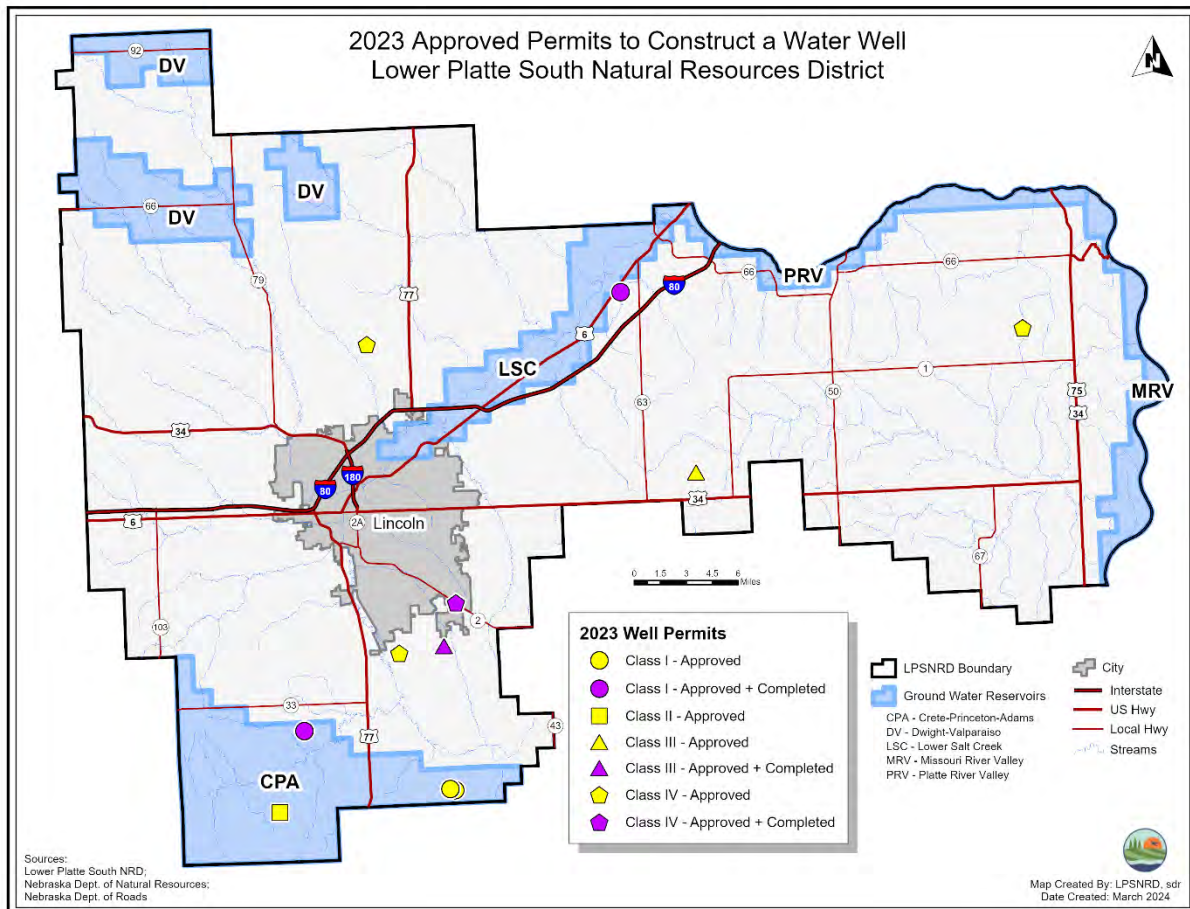 2023 Approved Permits to Construct a Water Well
Lower Platte South Natural Resources District
N
92
DV
DV
66
DV
79
77
6
LSC
80
63
66
PRV
66
50
1
75
34
MRV
34
80
180
6
2A
Lincoln
34
67
0 1.5 3 4.5 6
Miles
103
2
33
77
43
CPA
2023 Well Permits
Class I - Approved
Class I - Approved + Completed
Class II - Approved
Class III - Approved
Class III - Approved + Completed
Class IV - Approved
Class IV - Approved + Completed
LPSNRD Boundary
Ground Water Reservoirs
CPA - Crete-Princeton-Adams
DV - Dwight-Valparaiso
LSC - Lower Salt Creek
MRV - Missouri River Valley
PRV - Platte River Valley
City
Interstate
US Hwy
Local Hwy
Streams
Sources:
Lower Platte South NRD;
Nebraska Dept. of Natural Resources;
Nebraska Dept. of Roads
Map Created By: LPSNRD, sdr
Date Created: March 2024